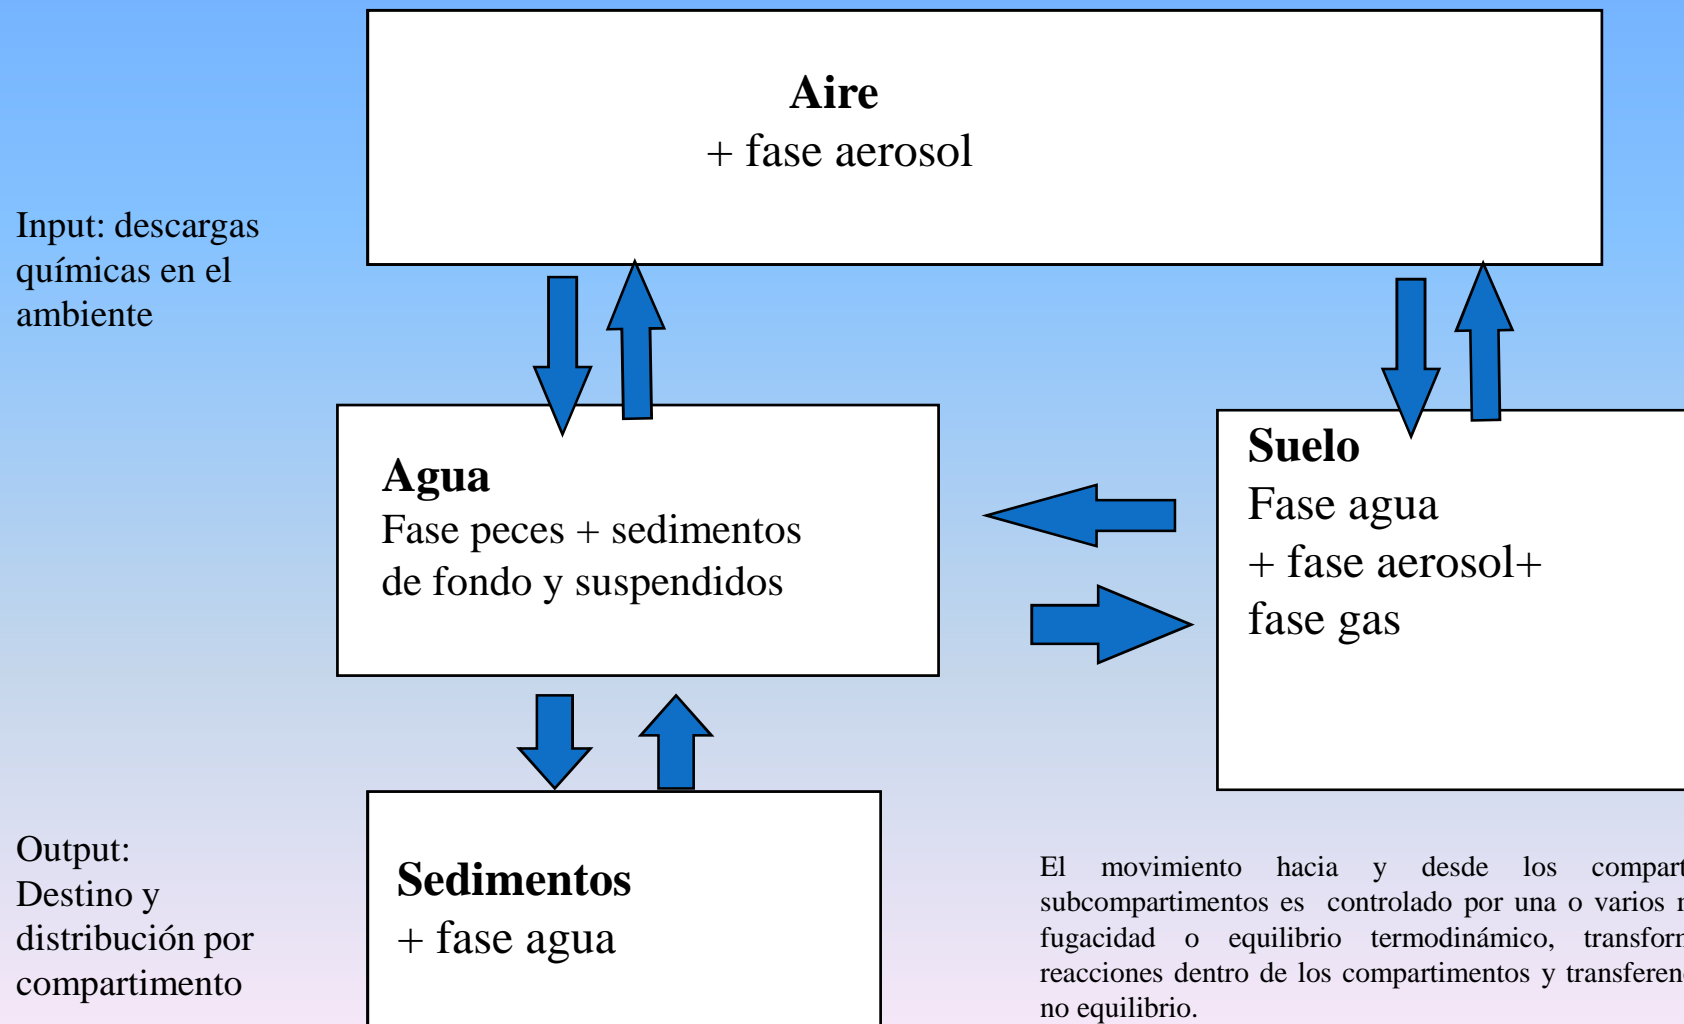 Aire
+ fase aerosol
Input: descargas
químicas en el
ambiente
Agua
Fase peces + sedimentos
de fondo y suspendidos
Suelo
Fase agua
+ fase aerosol+
fase gas
Output:
Destino y
distribución por
compartimento
Sedimentos
+ fase agua
El movimiento hacia y desde los
subcompartimentos es controlado por una o varios
fugacidad o equilibrio termodinámico,
reacciones dentro de los compartimentos y
no equilibrio.